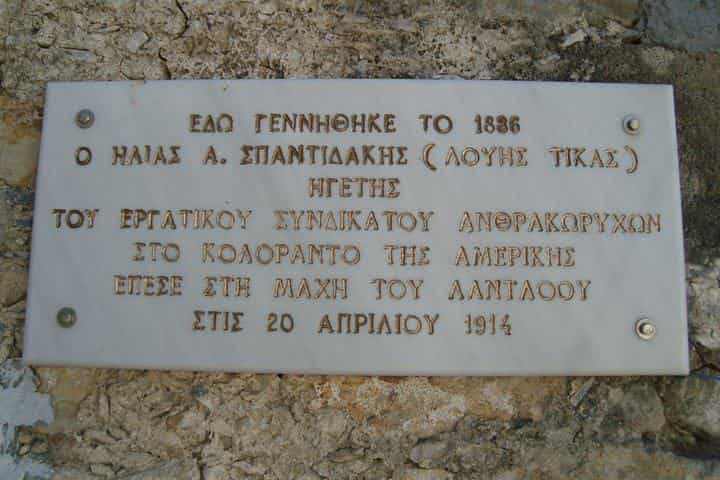 ΕΔΩ ΓΕΝΝΗΘΗΚΕ ΤΟ 1886
Ο ΗΛΙΑΣ Α. ΣΠΑΝΤΙΔΑΚΗΣ (ΛΟΥΗΣ ΤΙΚΑΣ)
ΗΓΕΤΗΣ
ΤΟΥ ΕΡΓΑΤΙΚΟΥ ΣΥΝΔΙΚΑΤΟΥ ΑΝΘΡΑΚΩΡΥΧΩΝ
ΣΤΟ ΚΟΛΟΡΑΝΤΟ ΤΗΣ ΑΜΕΡΙΚΗΣ
ΕΠΕΣΕ ΣΤΗ ΜΑΧΗ ΤΟΥ ΛΑΝΤΛΟΟΥ
ΣΤΙΣ 20 ΑΠΡΙΛΙΟΥ 1914